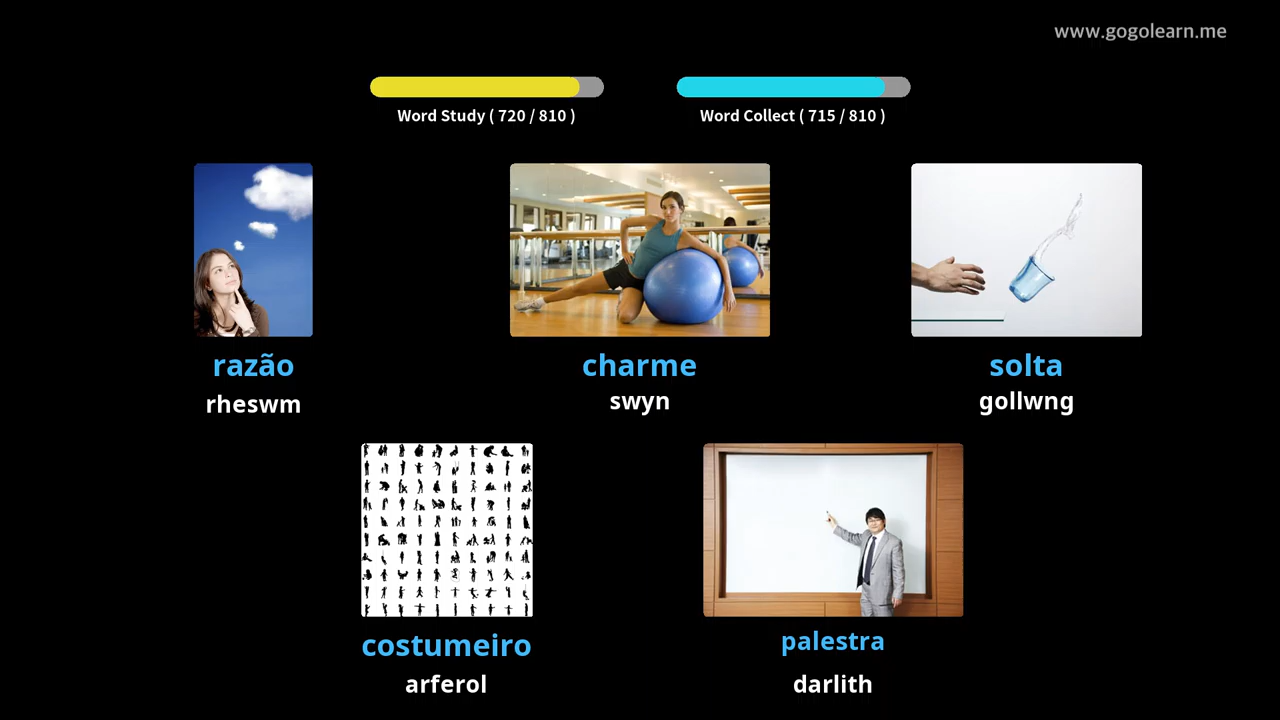 www.gogolearn.me
Word Study ( 720 / 810 )
Word Collect ( 715 / 810 )
razão
rheswm
charme
swyn
solta
gollwng
costumeiro
arferol
palestra
darlith